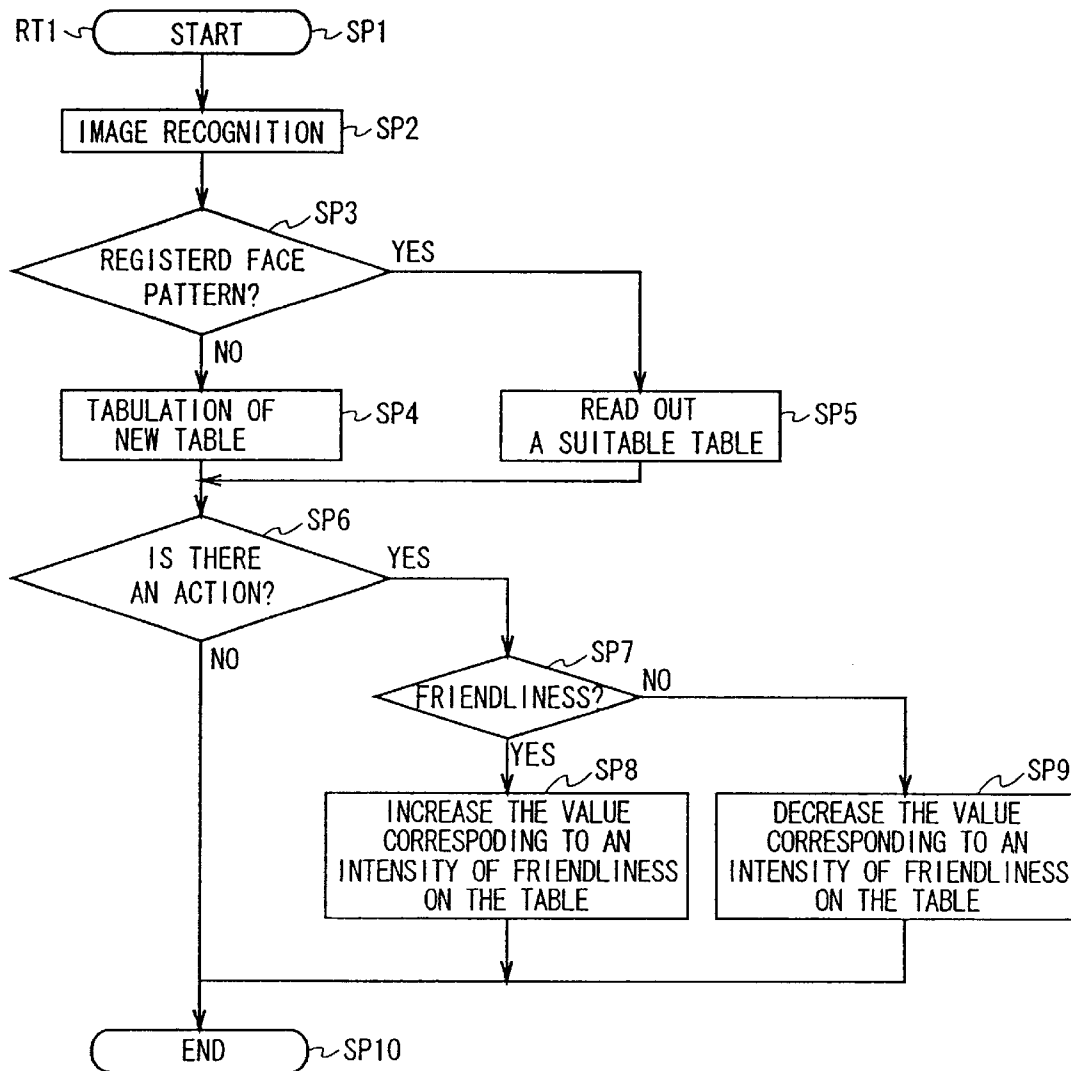 RT1 START SP1
IMAGE RECOGNITION SP2
SP3
REGISTERD FACE
PATTERN?
YES
NO
TABULATION OF
NEW TABLE
SP4
READ OUT
A SUITABLE TABLE
SP5
SP6
IS THERE
AN ACTION?
YES
NO
SP7
FRIENDLINESS?
NO
YES
SP8
INCREASE THE VALUE
CORRESPODING TO AN
INTENSITY OF FRIENDLINESS
ON THE TABLE
SP9
DECREASE THE VALUE
CORRESPONDING TO AN
INTENSITY OF FRIENDLINESS
ON THE TABLE
END SP10